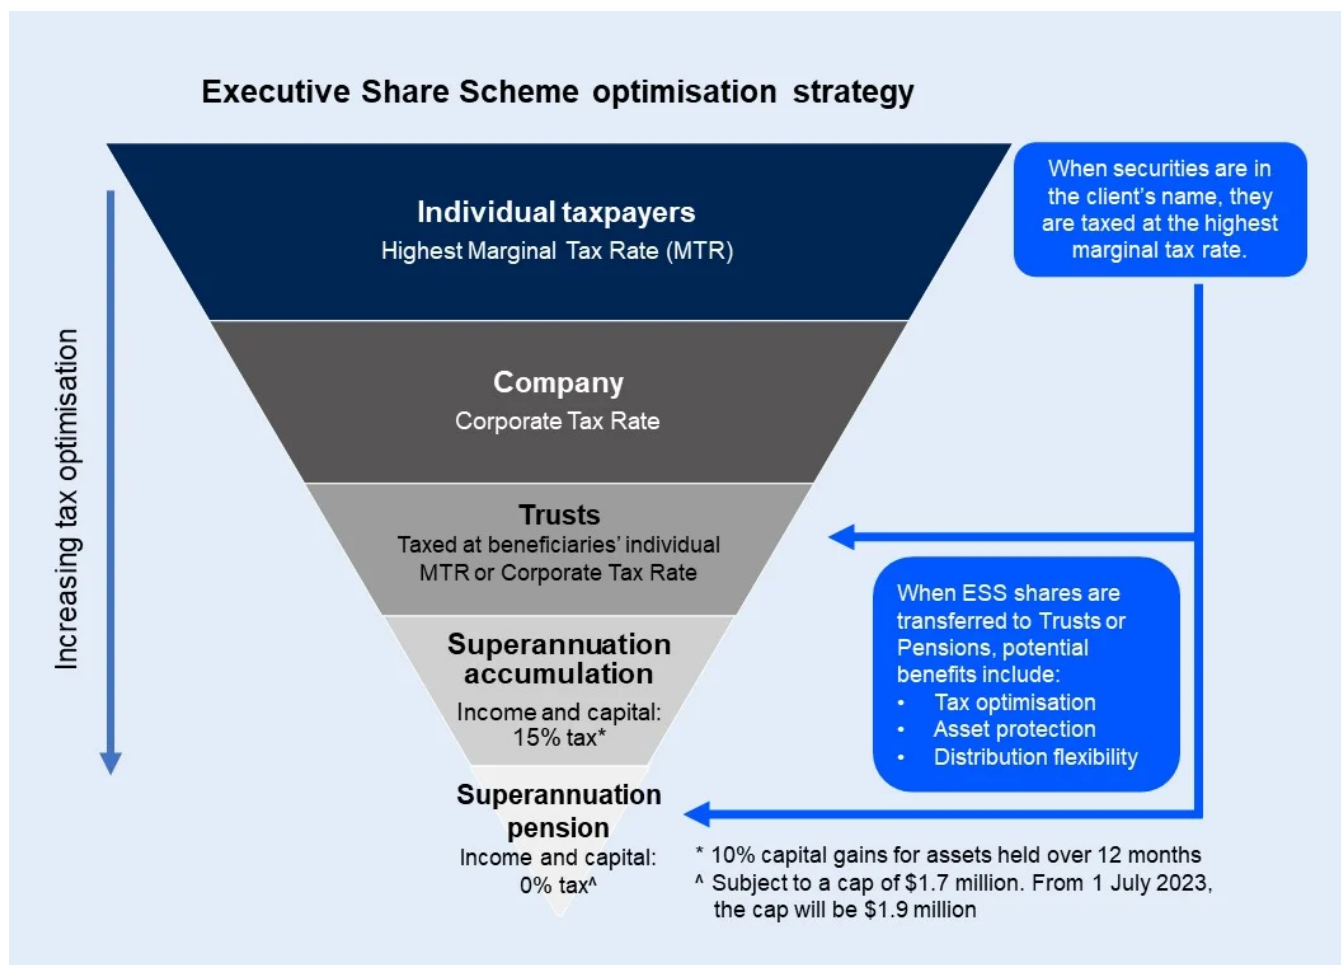 Executive Share Scheme optimisation strategy
Individual taxpayers
Highest Marginal Tax Rate (MTR)
When securities are in
the client's name, they
are taxed at the highest
marginal tax rate.
Increasing tax optimisation
Company
Corporate Tax Rate
Trusts
Taxed at beneficiaries' individual
MTR or Corporate Tax Rate
When ESS shares are
transferred to Trusts or
Pensions, potential
benefits include:
• Tax optimisation
• Asset protection
• Distribution flexibility
Superannuation
accumulation
Income and capital:
15% tax*
Superannuation
pension
Income and capital:
0% tax^
* 10% capital gains for assets held over 12 months
^ Subject to a cap of $1.7 million. From 1 July 2023,
the cap will be $1.9 million